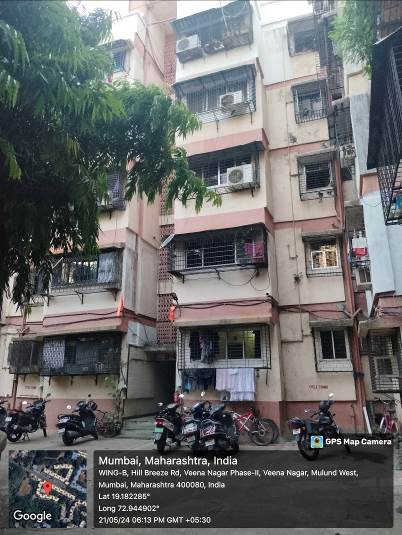 GPS Map Camera
Mumbai, Maharashtra, India
WING-B, Hill Breeze Rd, Veena Nagar Phase-II, Veena Nagar, Mulund West,
Mumbai, Maharashtra 400080, India
Lat 19.182285°
Long 72.944902°
21/05/24 06:13 PM GMT +05:30
Google